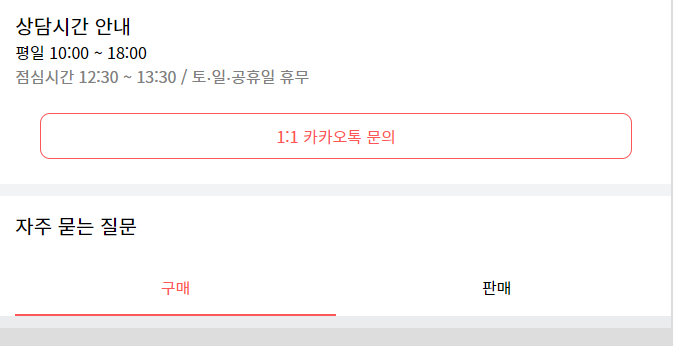 상담시간 안내
평일 10:00 ~ 18:00
점심시간 12:30 ~ 13:30 / 토·일·공휴일 휴무
1:1 카카오톡 문의
자주 묻는 질문
구매 판매